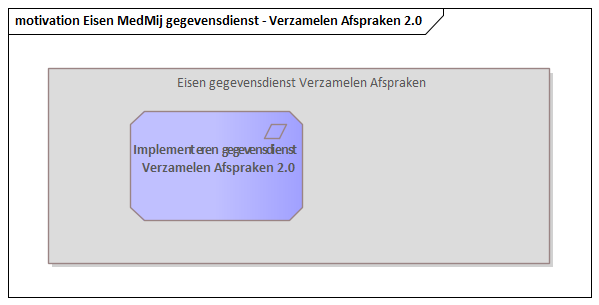 motivation Eisen MedMij gegevensdienst - Verzamelen Afspraken 2.0
Eisen gegevensdienst Verzamelen Afspraken
Implementeren gegevensdienst
Verzamelen Afspraken 2.0